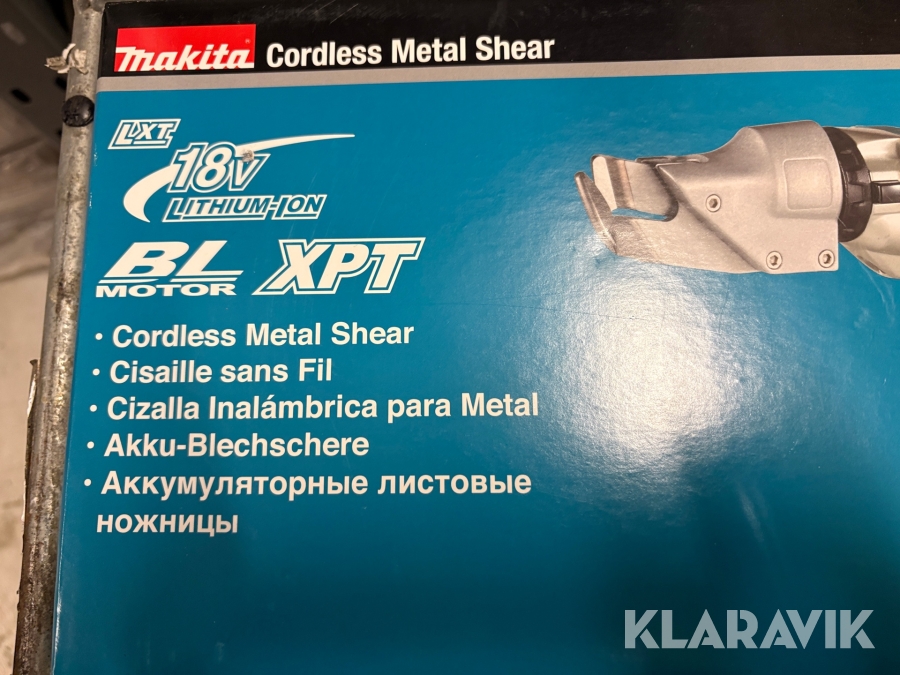 makita Cordless Metal Shear
LXT
18V
LITHIUM-ION
BL
MOTOR
XPT
• Cordless Metal Shear
• Cisaille sans Fil
• Cizalla Inalámbrica para Metal
• Akku-Blechschere
• Аккумуляторные листовые
ножницы
KLARAVIK